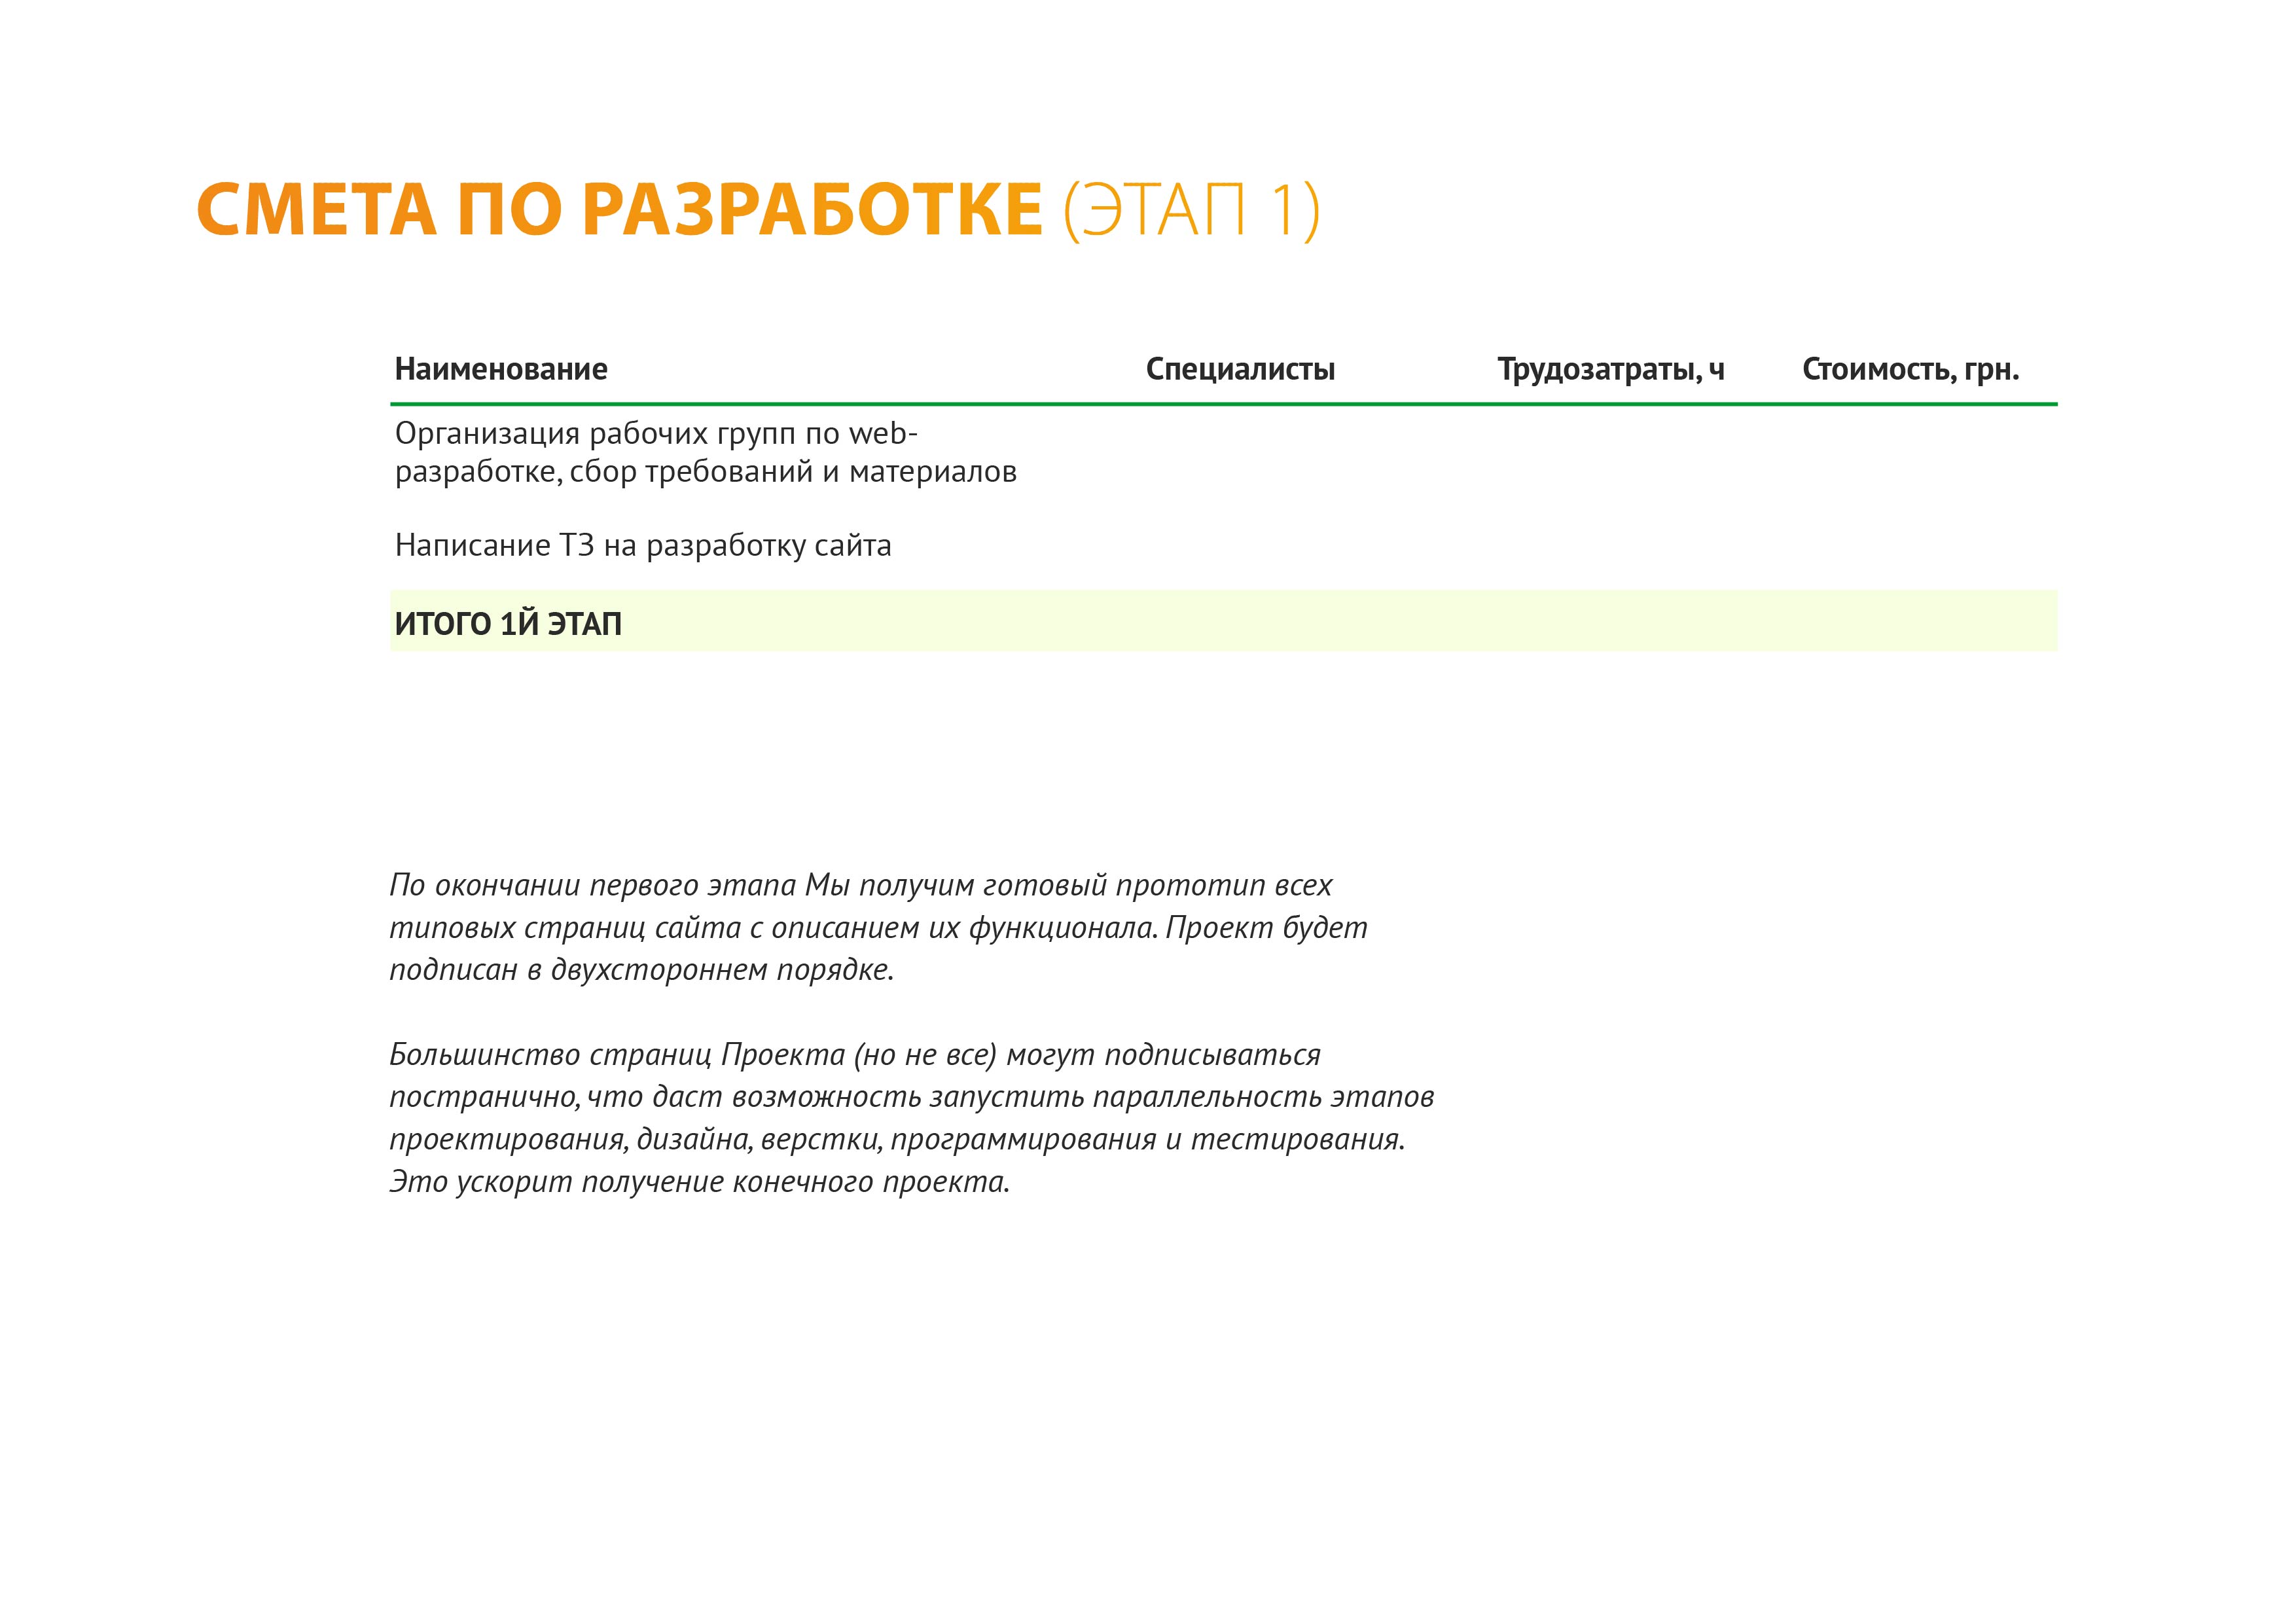 СМЕТА ПО РАЗРАБОТКЕ (ЭТАП 1)
Наименование Специалисты Трудозатраты, ч Стоимость, грн.
Организация рабочих групп по web-
разработке, сбор требований и материалов
Написание ТЗ на разработку сайта
ИТОГО 1Й ЭТАП
По окончании первого этапа Мы получим готовый прототип всех
типовых страниц сайта с описанием их функционала. Проект будет
подписан в двухстороннем порядке.
Большинство страниц Проекта (но не все) могут подписываться
постранично, что даст возможность запустить параллельность этапов
проектирования, дизайна, верстки, программирования и тестирования.
Это ускорит получение конечного проекта.